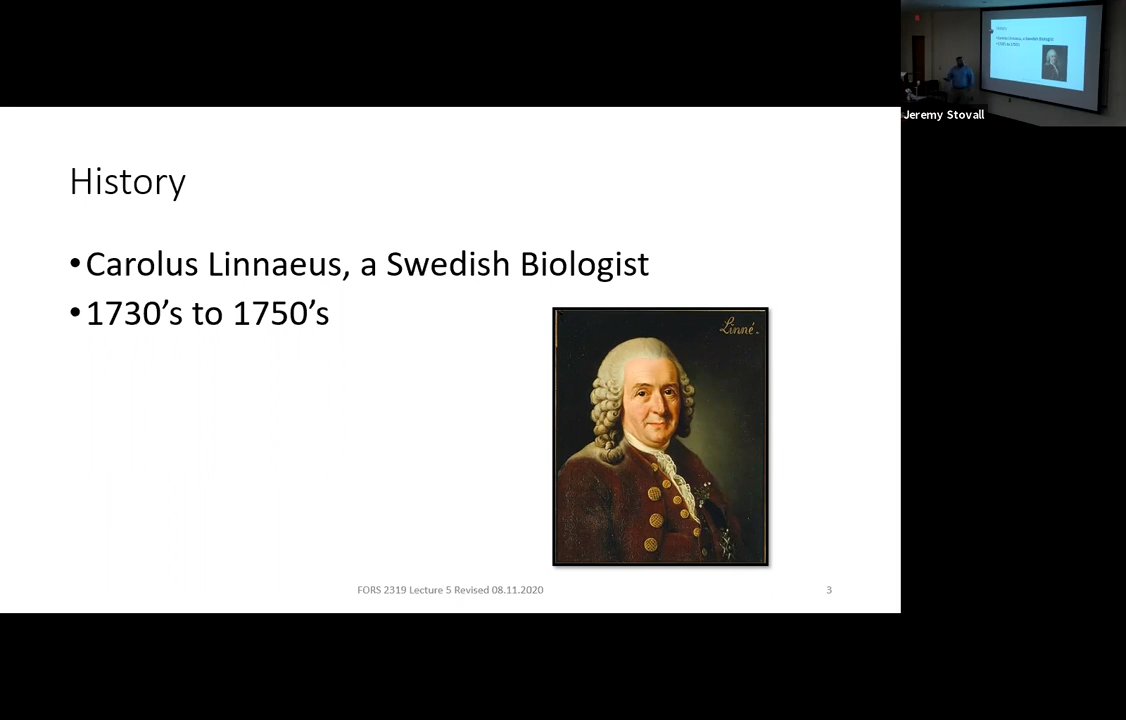 Jeremy Stovall
History
•Carolus Linnaeus, a Swedish Biologist
•1730’s to 1750’s
Linné.
FORS 2319 Lecture 5 Revised 08.11.2020
3